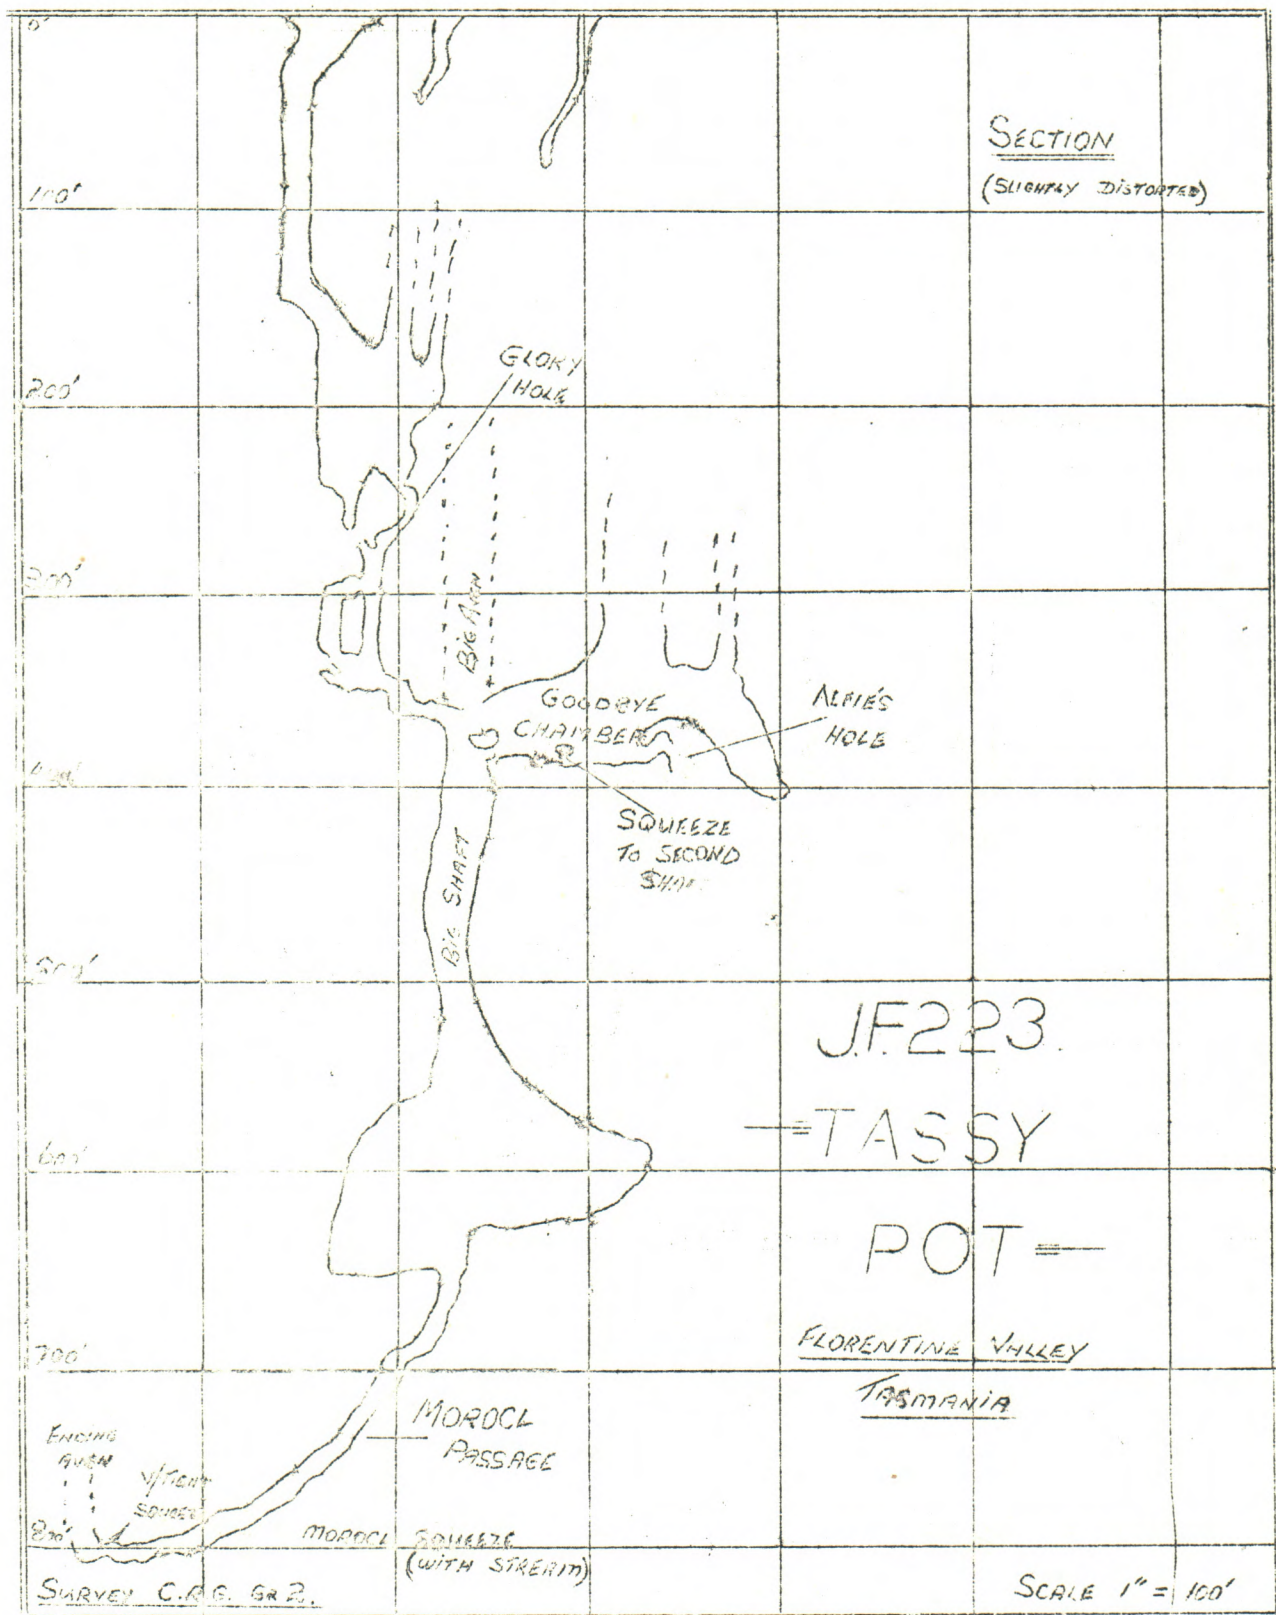 0'
SECTION
(SLIGHTLY DISTORTED)
100'
GLORY
HOLE
200'
300'
BIG AVEN
GOODBYE
CHAMBER
ALFIE'S
HOLE
400'
SQUEEZE
TO SECOND
BIG SHAFT
500'
J.F.223.
TASSY
600'
POT
FLORENTINE VALLEY
700'
TASMANIA
MOROCL
PASSAGE
ENDING
AVEN
V/TIGHT
SQUEEZE
800'
MOROCL SQUEEZE
(WITH STREAM)
SURVEY C.R.G. GR 2.
SCALE 1" = 100'